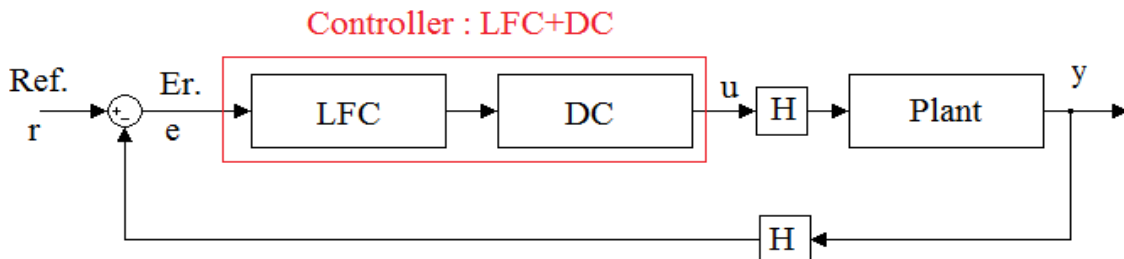 Controller : LFC+DC
Ref.
Er.
r
+
-
e
LFC
DC
u
H
Plant
y
H